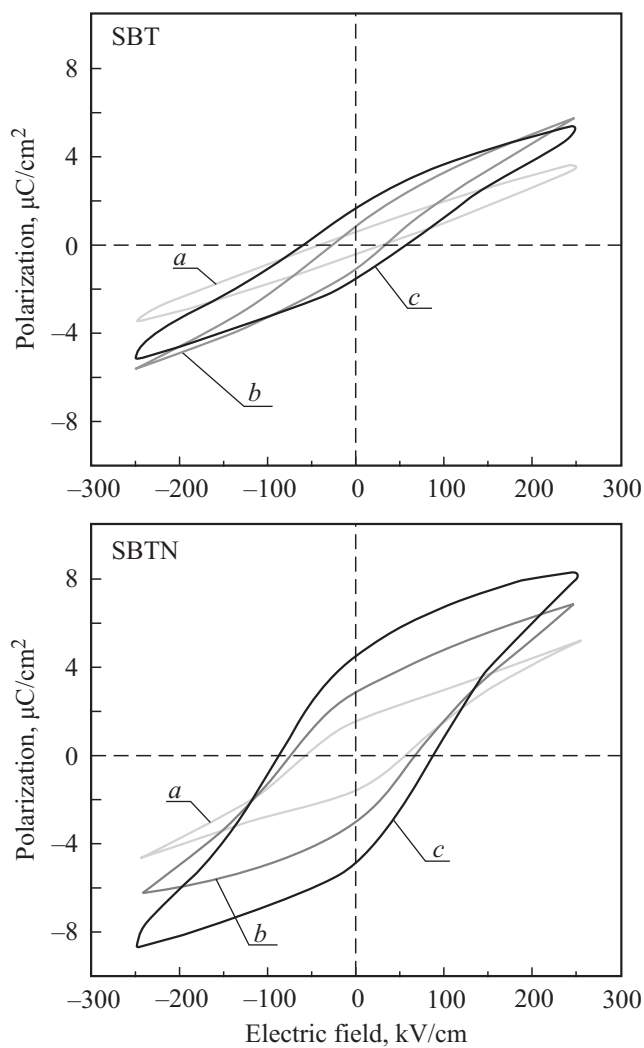 SBT
8
4
0
–4
–8
Polarization, μC/cm2
a
b
c
–300 –200 –100 0 100 200 300
SBTN
8
4
0
–4
–8
Polarization, μC/cm2
a
b
c
–300 –200 –100 0 100 200 300
Electric field, kV/cm